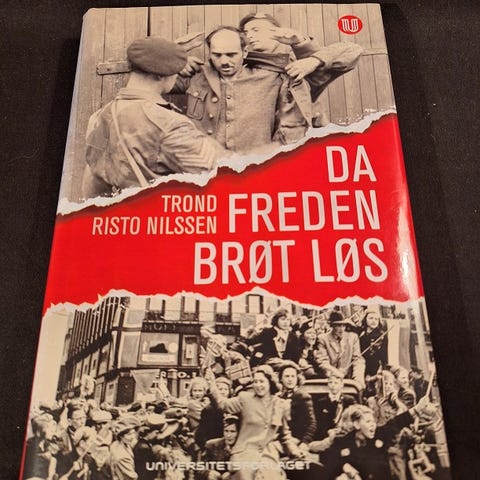 TROND
RISTO NILSSEN
DA
FREDEN
BRØT LØS
UNIVERSITETSFORLAGET